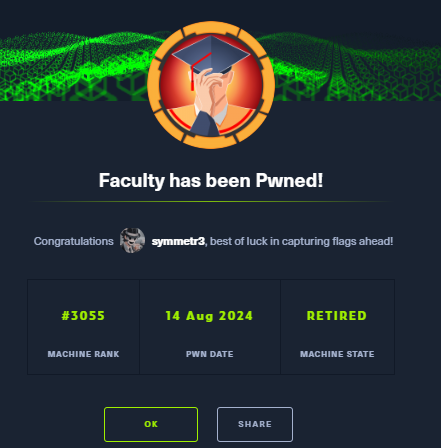 Faculty has been Pwned!
Congratulations symmetr3, best of luck in capturing flags ahead!
#3055 14 Aug 2024 RETIRED
MACHINE RANK PWN DATE MACHINE STATE
OK SHARE